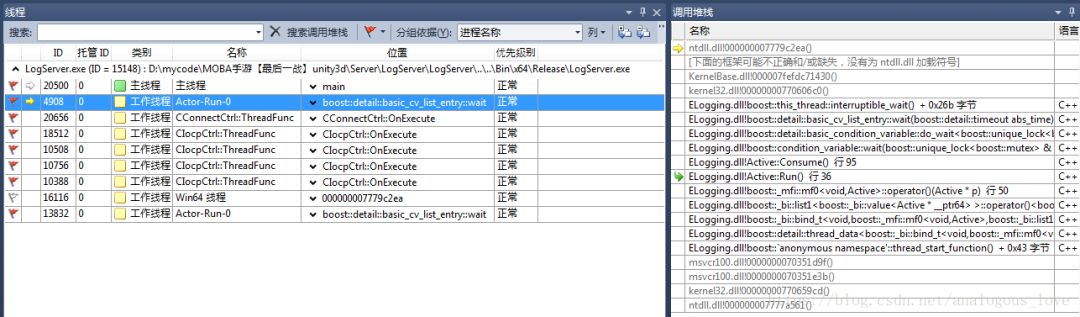 线程
搜索: 搜索调用堆栈 分组依据: 进程名称 列
ID 托管 ID 类别 名称 位置 优先级别
LogServer.exe (ID = 15148) : D:\mycode\MOBA手游【最后一战】unity3d\Server\LogServer\LogServer\..\..\Bin\x64\Release\LogServer.exe
20500 0 主线程 主线程 main 正常
4908 0 工作线程 Actor-Run-0 boost::detail::basic_cv_list_entry::wait 正常
20656 0 工作线程 CConnectCtrl::ThreadFunc CConnectCtrl::OnExecute 正常
18512 0 工作线程 CIocpCtrl::ThreadFunc CIocpCtrl::OnExecute 正常
10508 0 工作线程 CIocpCtrl::ThreadFunc CIocpCtrl::OnExecute 正常
10756 0 工作线程 CIocpCtrl::ThreadFunc CIocpCtrl::OnExecute 正常
10388 0 工作线程 CIocpCtrl::ThreadFunc CIocpCtrl::OnExecute 正常
16116 0 工作线程 Win64 线程 000000007779c2ea 正常
13832 0 工作线程 Actor-Run-0 boost::detail::basic_cv_list_entry::wait 正常
调用堆栈
名称 语言
ntdll.dll!000000007779c2ea()
[下面的框架可能不正确和/或缺失，没有为 ntdll.dll 加载符号]
KernelBase.dll!000007fefdc71430()
kernel32.dll!00000000770606c0()
ELogging.dll!boost::this_thread::interruptible_wait() + 0x26b 字节 C++
ELogging.dll!boost::detail::basic_cv_list_entry::wait(boost::detail::timeout abs_time) C++
ELogging.dll!boost::detail::basic_condition_variable::do_wait<boost::unique_lock<b C++
ELogging.dll!boost::condition_variable::wait(boost::unique_lock<boost::mutex> & C++
ELogging.dll!Active::Consume() 行 95 C++
ELogging.dll!Active::Run() 行 36 C++
ELogging.dll!boost::_mfi::mf0<void,Active>::operator()(Active * p) 行 50 C++
ELogging.dll!boost::_bi::list1<boost::_bi::value<Active * __ptr64> >::operator()<bo C++
ELogging.dll!boost::_bi::bind_t<void,boost::_mfi::mf0<void,Active>,boost::_bi::list1 C++
ELogging.dll!boost::detail::thread_data<boost::_bi::bind_t<void,boost::_mfi::mf0<v C++
ELogging.dll!boost::`anonymous namespace'::thread_start_function() + 0x43 字节 C++
msvcr100.dll!0000000070351d9f()
msvcr100.dll!0000000070351e3b()
kernel32.dll!00000000770659cd()
ntdll.dll!000000007777a561()
blog.csdn.net/analogous_love